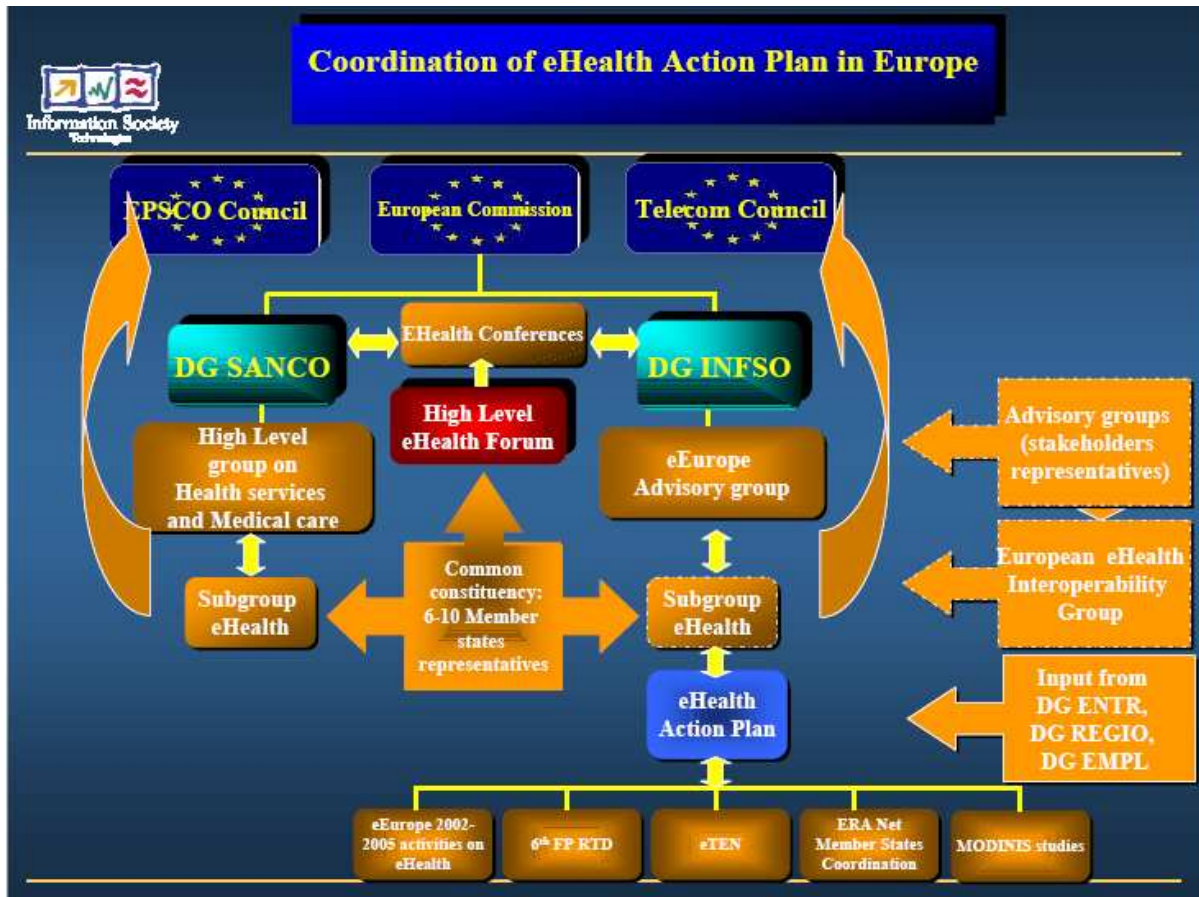 Coordination of eHealth Action Plan in Europe
Information Society
Technologies
EPSCO Council
European Commission
Telecom Council
EHealth Conferences
DG SANCO
DG INFSO
High Level
eHealth Forum
High Level
group on
Health services
and Medical care
eEurope
Advisory group
Advisory groups
(stakeholders
representatives)
Common
constituency:
6-10 Member
states
representatives
Subgroup
eHealth
Subgroup
eHealth
European eHealth
Interoperability
Group
eHealth
Action Plan
Input from
DG ENTR,
DG REGIO,
DG EMPL
eEurope 2002-
2005 activities on
eHealth
6th FP RTD
eTEN
ERA Net
Member States
Coordination
MODINIS studies